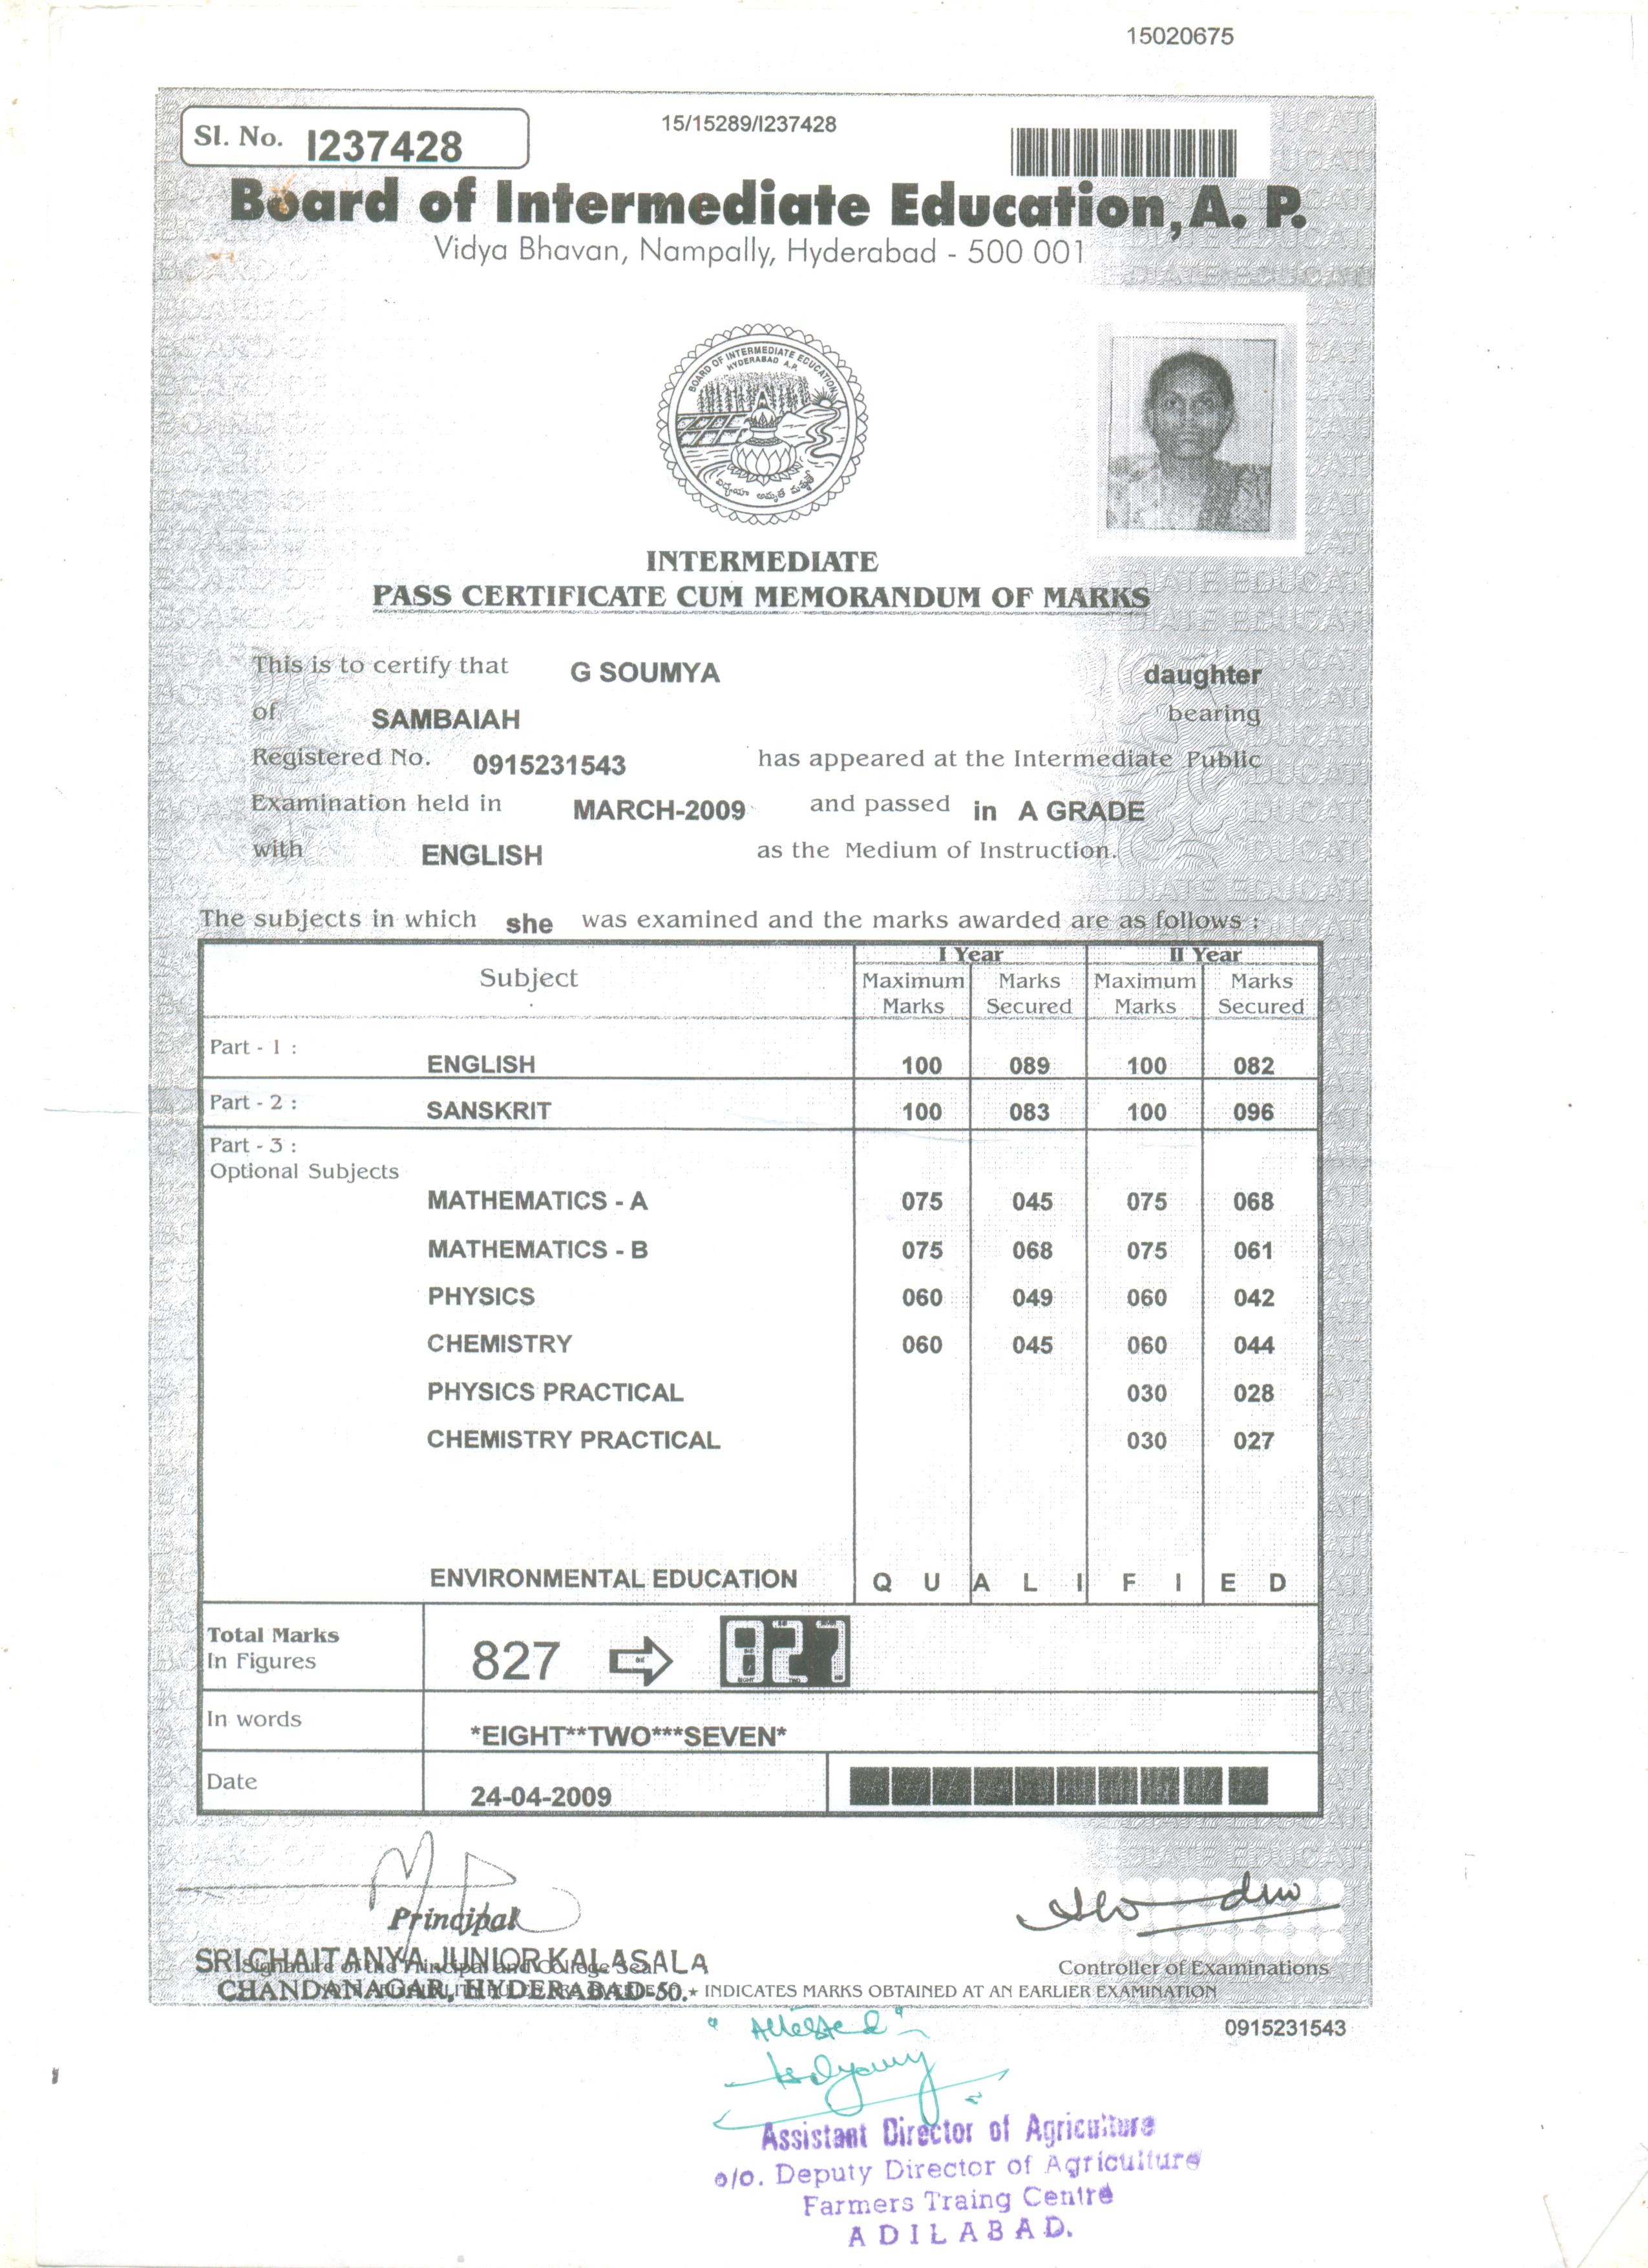 15020675
Sl. No. I237428
15/15289/I237428
Board of Intermediate Education, A. P.
Vidya Bhavan, Nampally, Hyderabad - 500 001
BOARD OF INTERMEDIATE EDUCATION
HYDERABAD A.P.
INTERMEDIATE
PASS CERTIFICATE CUM MEMORANDUM OF MARKS
This is to certify that G SOUMYA daughter
of SAMBAIAH bearing
Registered No. 0915231543 has appeared at the Intermediate Public
Examination held in MARCH-2009 and passed in A GRADE
with ENGLISH as the Medium of Instruction.
The subjects in which she was examined and the marks awarded are as follows :
Subject I Year II Year
Maximum Marks Marks Secured Maximum Marks Marks Secured
Part - 1 :
ENGLISH 100 089 100 082
Part - 2 :
SANSKRIT 100 083 100 096
Part - 3 :
Optional Subjects
MATHEMATICS - A 075 045 075 068
MATHEMATICS - B 075 068 075 061
PHYSICS 060 049 060 042
CHEMISTRY 060 045 060 044
PHYSICS PRACTICAL 030 028
CHEMISTRY PRACTICAL 030 027
ENVIRONMENTAL EDUCATION Q U A L I F I E D
Total Marks
In Figures 827 827
In words *EIGHT**TWO***SEVEN*
Date 24-04-2009
Principal
SRI CHAITANYA JUNIOR KALASALA
Signature of the Principal and College Seal
Controller of Examinations
CHANDANAGAR, HYDERABAD-50. * INDICATES MARKS OBTAINED AT AN EARLIER EXAMINATION
0915231543
"Attested"
Assistant Director of Agriculture
o/o. Deputy Director of Agriculture
Farmers Traing Centre
ADILABAD.